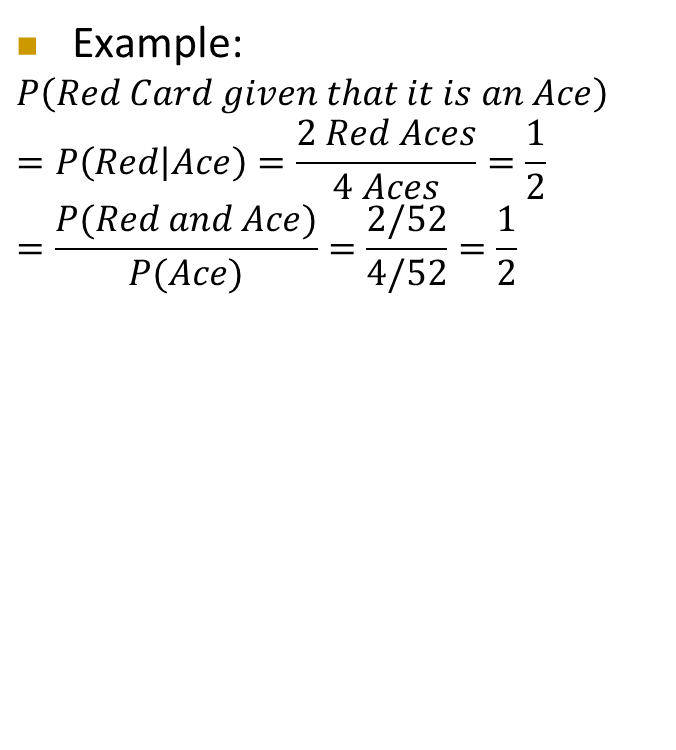 ■ Example:
P(Red Card given that it is an Ace)
= P(Red|Ace) = 2 Red Aces / 4 Aces = 1/2
= P(Red and Ace) / P(Ace) = 2/52 / 4/52 = 1/2